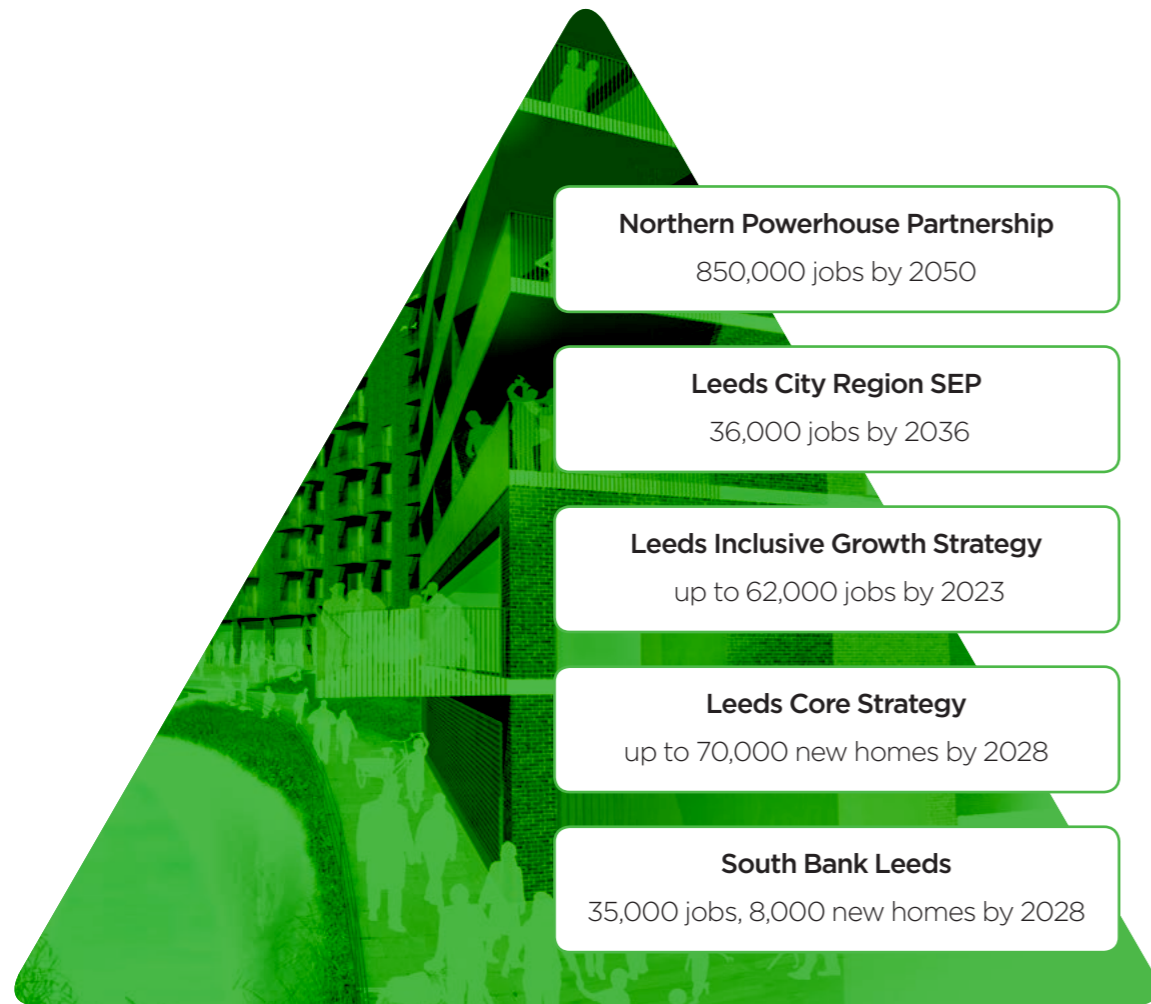 Northern Powerhouse Partnership
850,000 jobs by 2050
Leeds City Region SEP
36,000 jobs by 2036
Leeds Inclusive Growth Strategy
up to 62,000 jobs by 2023
Leeds Core Strategy
up to 70,000 new homes by 2028
South Bank Leeds
35,000 jobs, 8,000 new homes by 2028